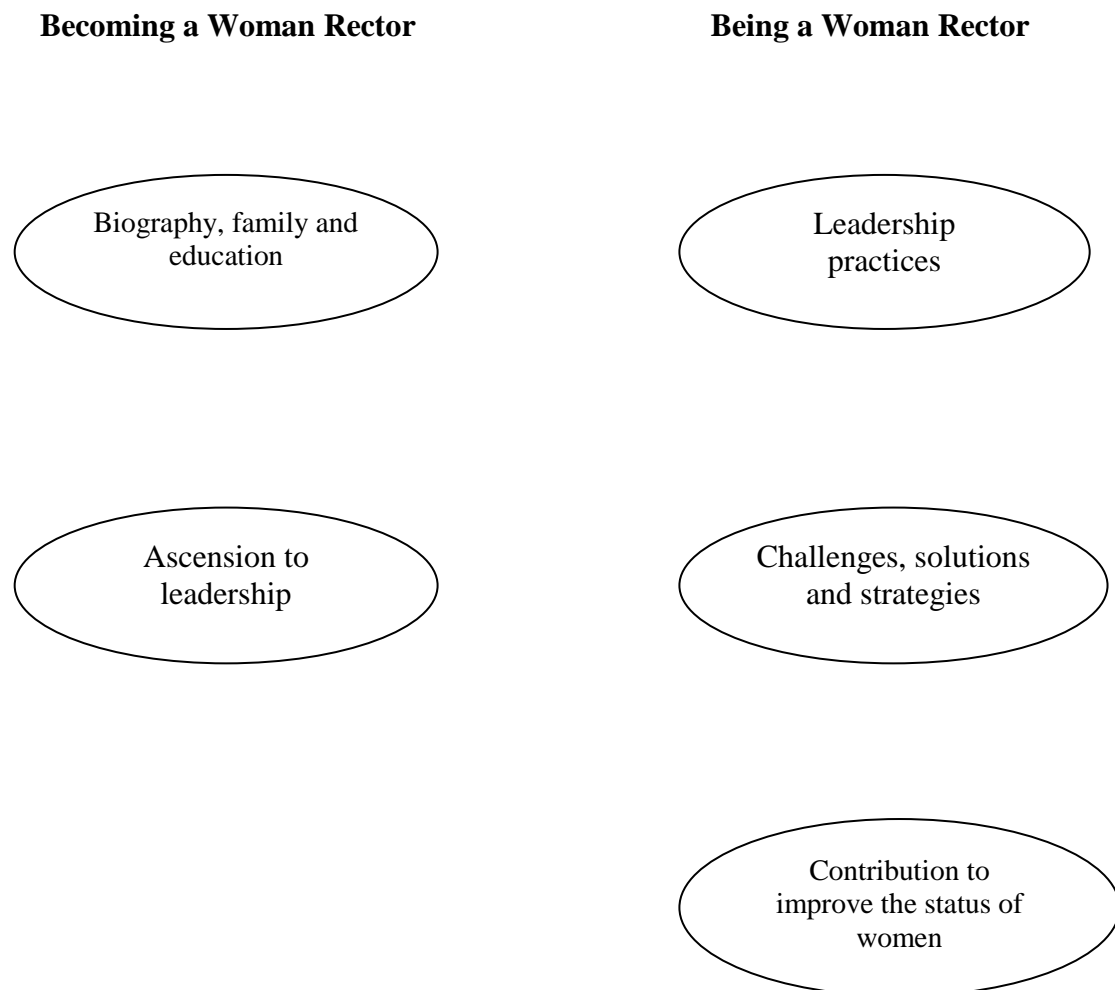 Becoming a Woman Rector
Being a Woman Rector
Biography, family and
education
Leadership
practices
Ascension to
leadership
Challenges, solutions
and strategies
Contribution to
improve the status of
women